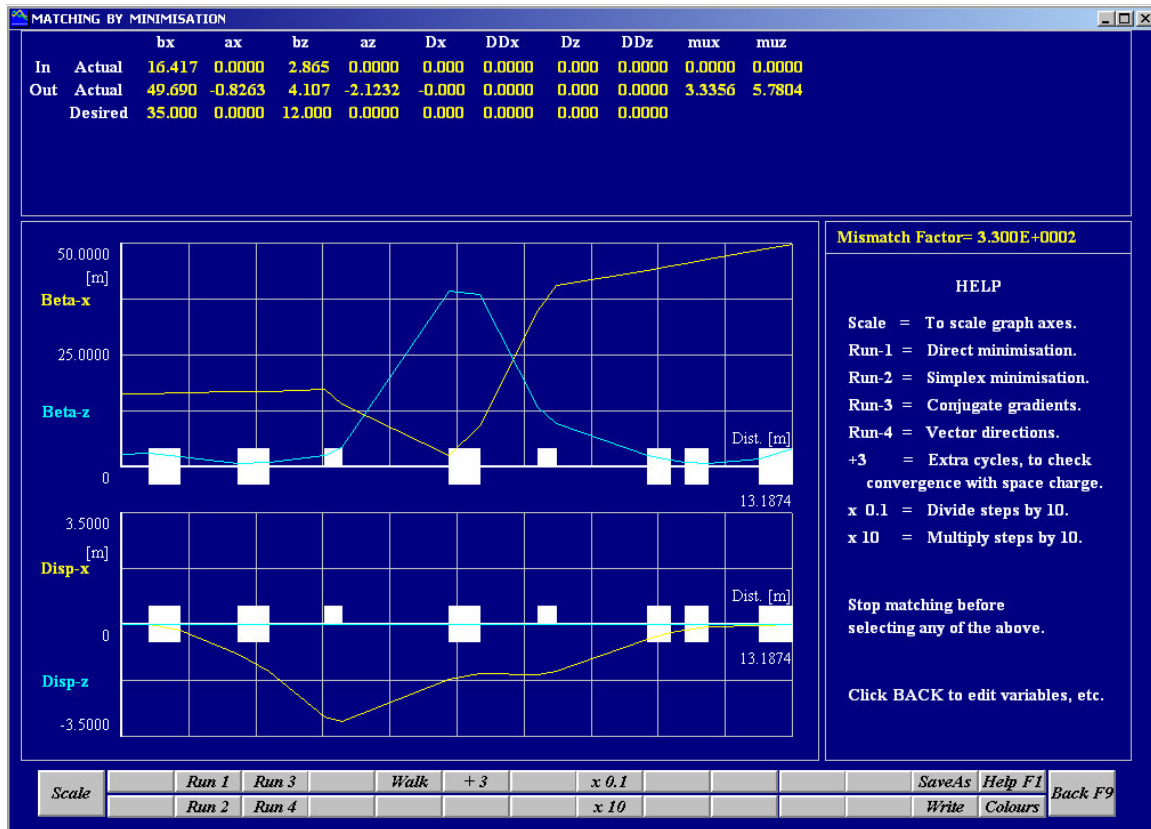 MATCHING BY MINIMISATION
bx ax bz az Dx DDx Dz DDz mux muz
In Actual 16.417 0.0000 2.865 0.0000 0.000 0.0000 0.000 0.0000 0.0000 0.0000
Out Actual 49.690 -0.8263 4.107 -2.1232 -0.000 0.0000 0.000 0.0000 3.3356 5.7804
Desired 35.000 0.0000 12.000 0.0000 0.000 0.0000 0.000 0.0000
50.0000
[m]
Beta-x
25.0000
Beta-z
0
Dist. [m]
13.1874
3.5000
[m]
Disp-x
0
Disp-z
-3.5000
Dist. [m]
13.1874
Mismatch Factor= 3.300E+0002
HELP
Scale = To scale graph axes.
Run-1 = Direct minimisation.
Run-2 = Simplex minimisation.
Run-3 = Conjugate gradients.
Run-4 = Vector directions.
+3 = Extra cycles, to check
convergence with space charge.
x 0.1 = Divide steps by 10.
x 10 = Multiply steps by 10.
Stop matching before
selecting any of the above.
Click BACK to edit variables, etc.
Scale
Run 1 Run 3 Walk + 3 x 0.1 SaveAs Help F1
Run 2 Run 4 x 10 Write Colours
Back F9